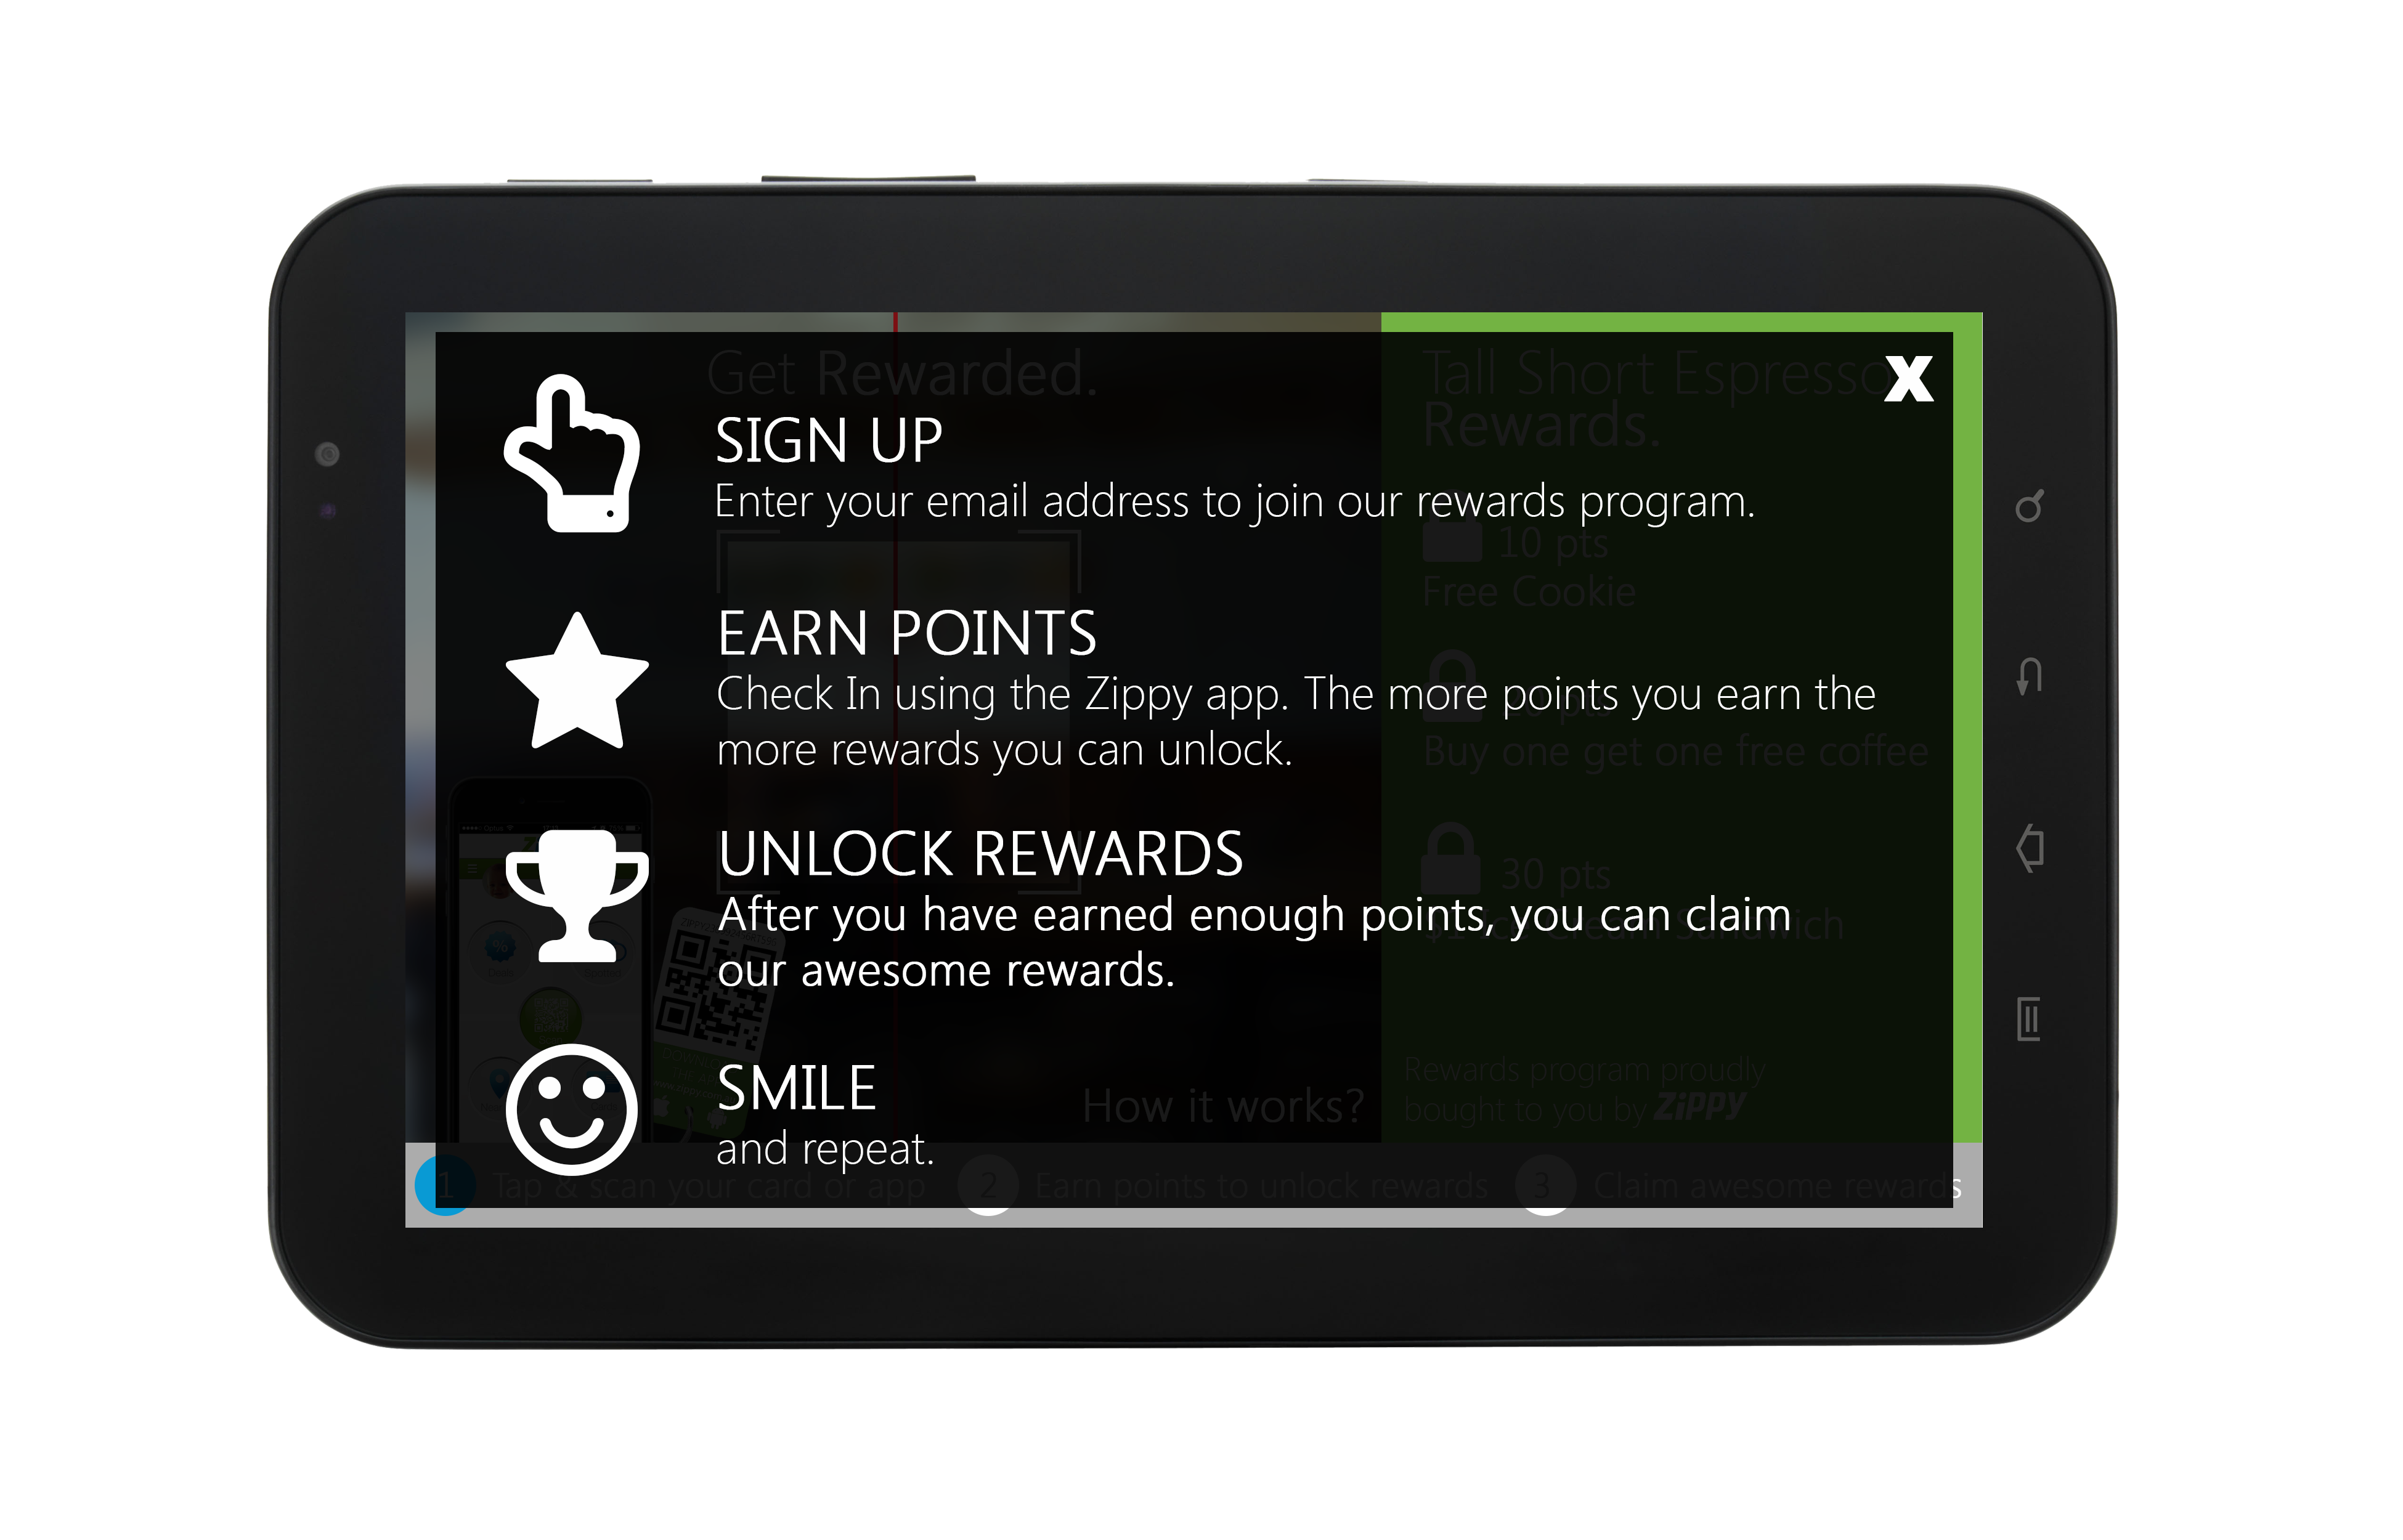 Get Rewarded.
Tall Short Espresso
Rewards.
X
SIGN UP
Enter your email address to join our rewards program.
10 pts
Free Cookie
EARN POINTS
Check In using the Zippy app. The more points you earn the
more rewards you can unlock.
pts
Buy one get one free coffee
UNLOCK REWARDS
After you have earned enough points, you can claim
our awesome rewards.
30 pts
Ice Cream Sandwich
SMILE
and repeat.
How it works?
Rewards program proudly
bought to you by ZiPPY
1 Tap & scan your card or app
2 Earn points to unlock rewards
3 Claim awesome rewards